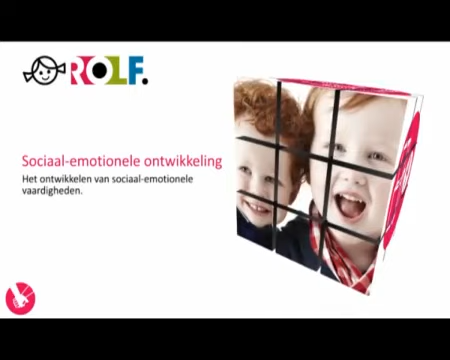 ROLF.
Sociaal-emotionele ontwikkeling
Het ontwikkelen van sociaal-emotionele
vaardigheden.